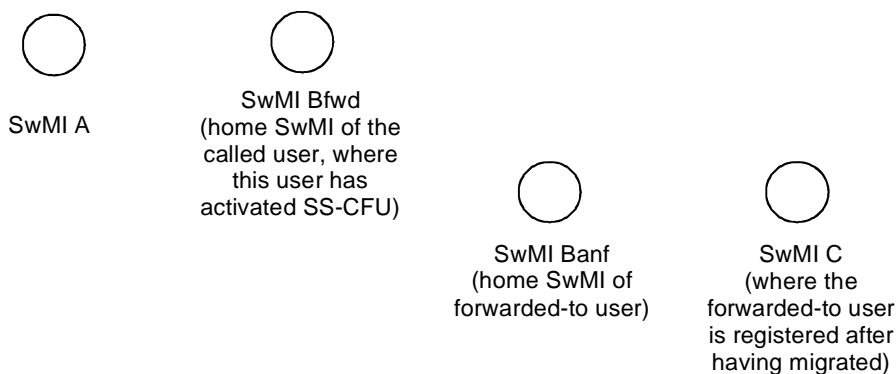 SwMI A
SwMI Bfwd
(home SwMI of the
called user, where
this user has
activated SS-CFU)
SwMI Banf
(home SwMI of
forwarded-to user)
SwMI C
(where the
forwarded-to user
is registered after
having migrated)